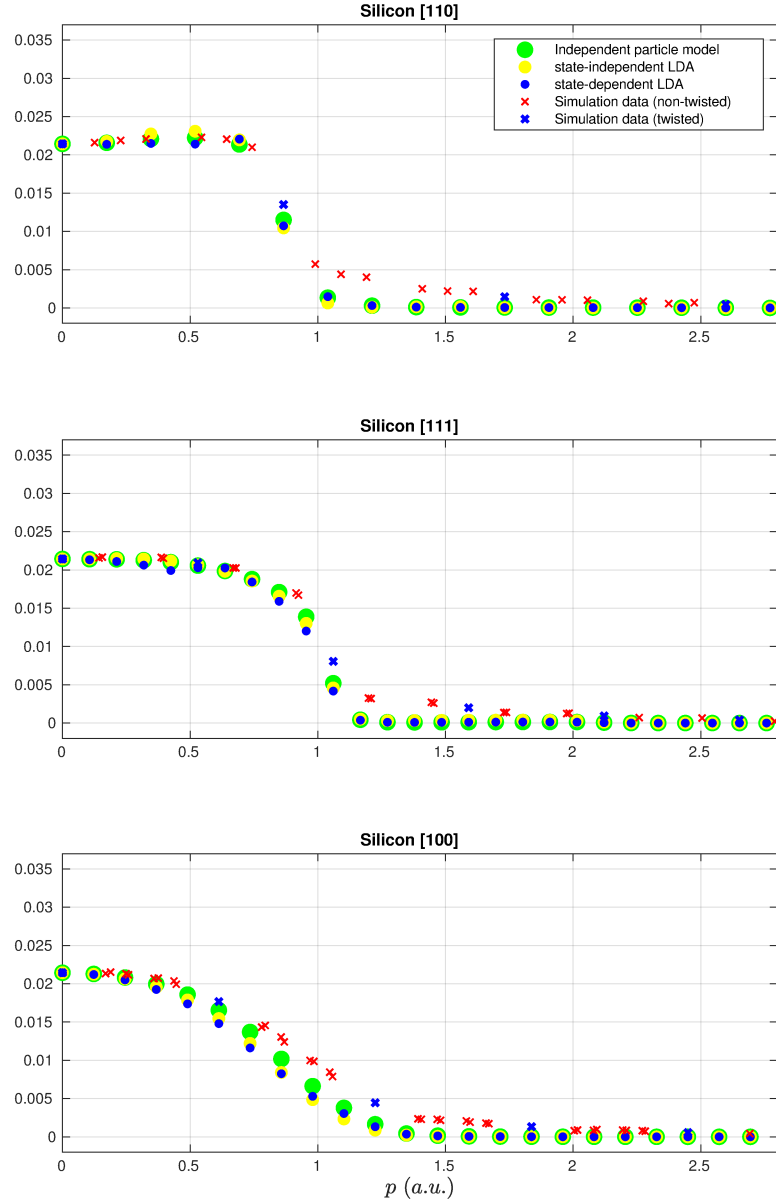 Silicon [110]
0.035
0.03
0.025
0.02
0.015
0.01
0.005
0
Independent particle model
state-independent LDA
state-dependent LDA
Simulation data (non-twisted)
Simulation data (twisted)
0 0.5 1 1.5 2 2.5
Silicon [111]
0.035
0.03
0.025
0.02
0.015
0.01
0.005
0
0 0.5 1 1.5 2 2.5
Silicon [100]
0.035
0.03
0.025
0.02
0.015
0.01
0.005
0
0 0.5 1 1.5 2 2.5
p (a.u.)